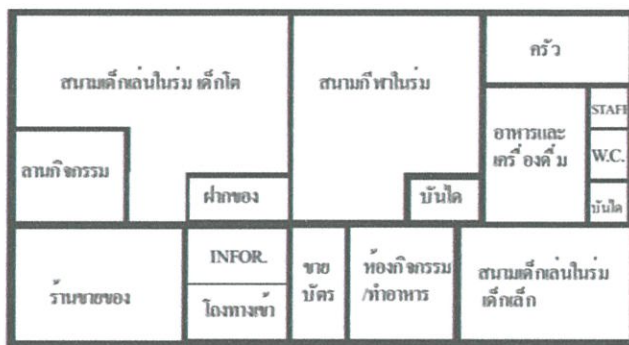 ครัว
สนามเด็กเล่นในร่ม เด็กโต
สนามกีฬาในร่ม
STAFF
อาหารและ
เครื่องดื่ม
W.C.
ลานกิจกรรม
ฝากของ
บันได
บันได
INFOR.
ขาย
บัตร
ห้องกิจกรรม
/ทำอาหาร
สนามเด็กเล่นในร่ม
เด็กเล็ก
ร้านขายของ
โถงทางเข้า